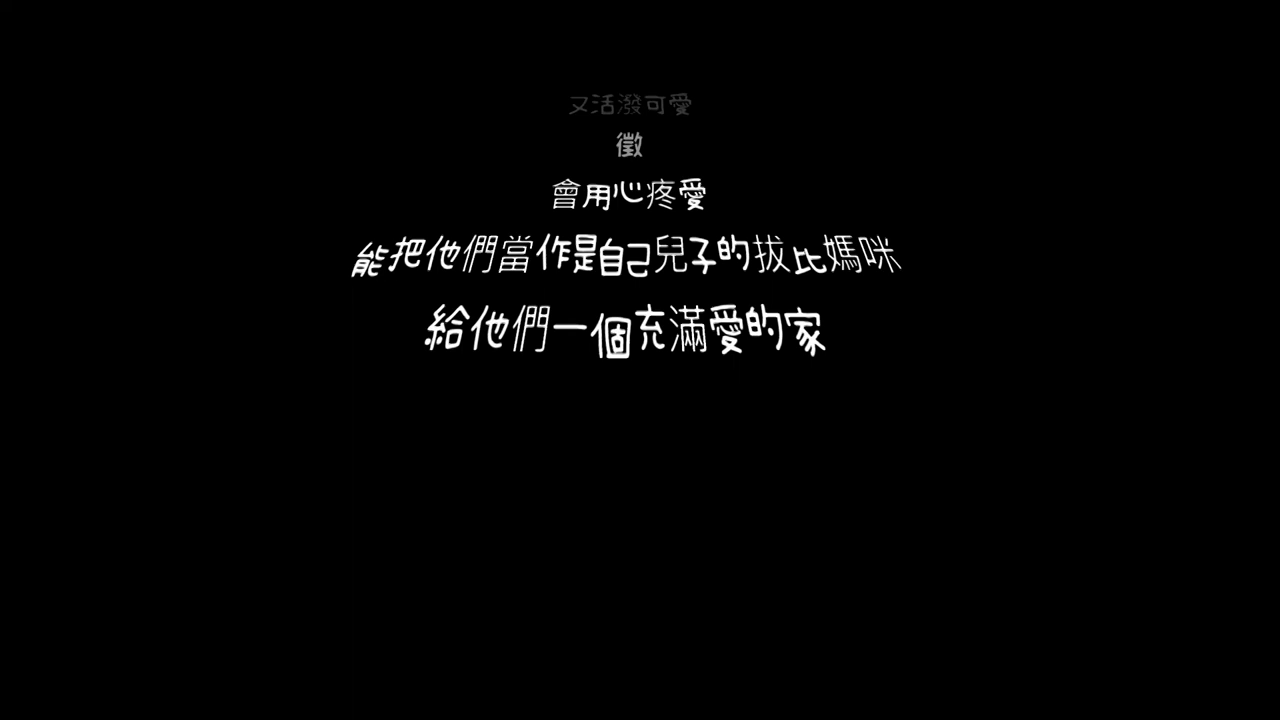 又活潑可愛
徵
會用心疼愛
能把他們當作是自己兒子的拔比媽咪
給他們一個充滿愛的家